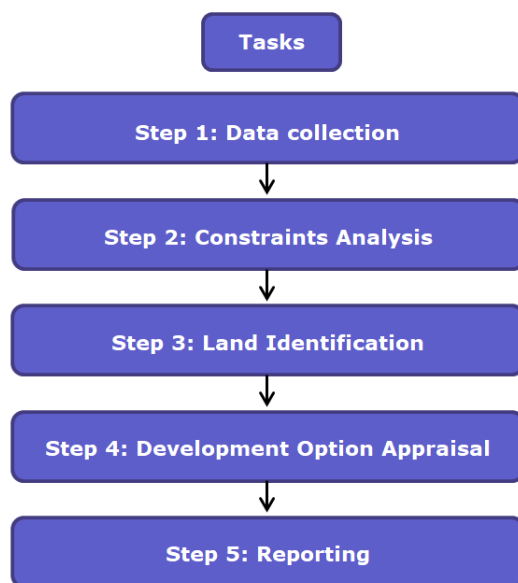 Tasks
Step 1: Data collection
Step 2: Constraints Analysis
Step 3: Land Identification
Step 4: Development Option Appraisal
Step 5: Reporting